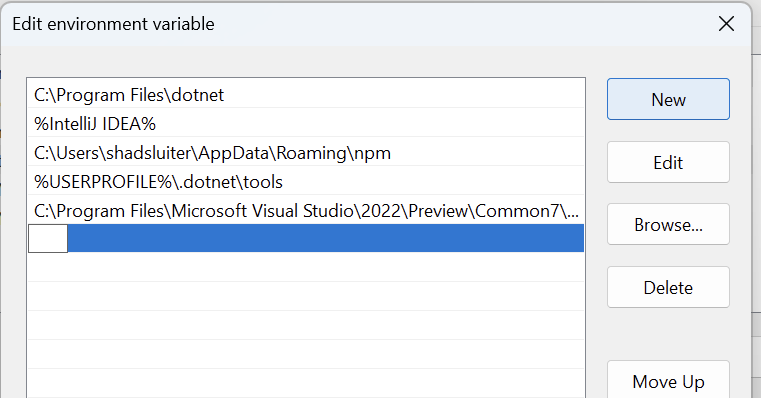 Edit environment variable
C:\Program Files\dotnet
%IntelliJ IDEA%
C:\Users\shadsluiter\AppData\Roaming\npm
%USERPROFILE%\.dotnet\tools
C:\Program Files\Microsoft Visual Studio\2022\Preview\Common7\...
New
Edit
Browse...
Delete
Move Up